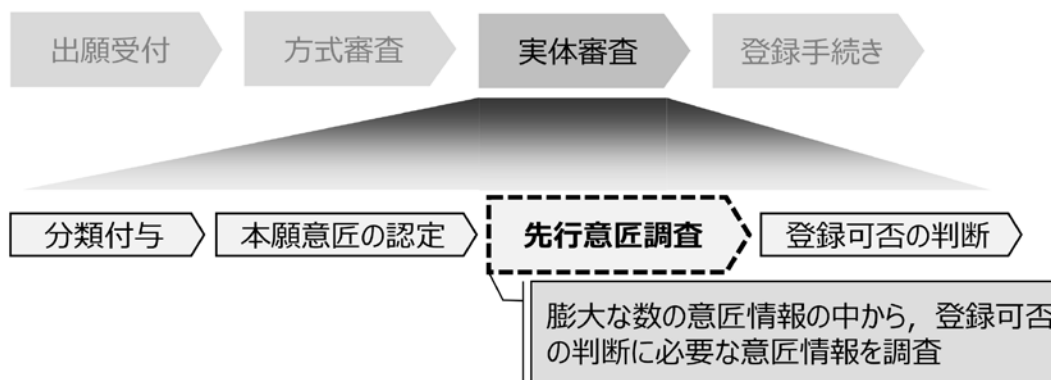 出願受付
方式審査
実体審査
登録手続き
分類付与
本願意匠の認定
先行意匠調査
登録可否の判断
膨大な数の意匠情報の中から，登録可否
の判断に必要な意匠情報を調査